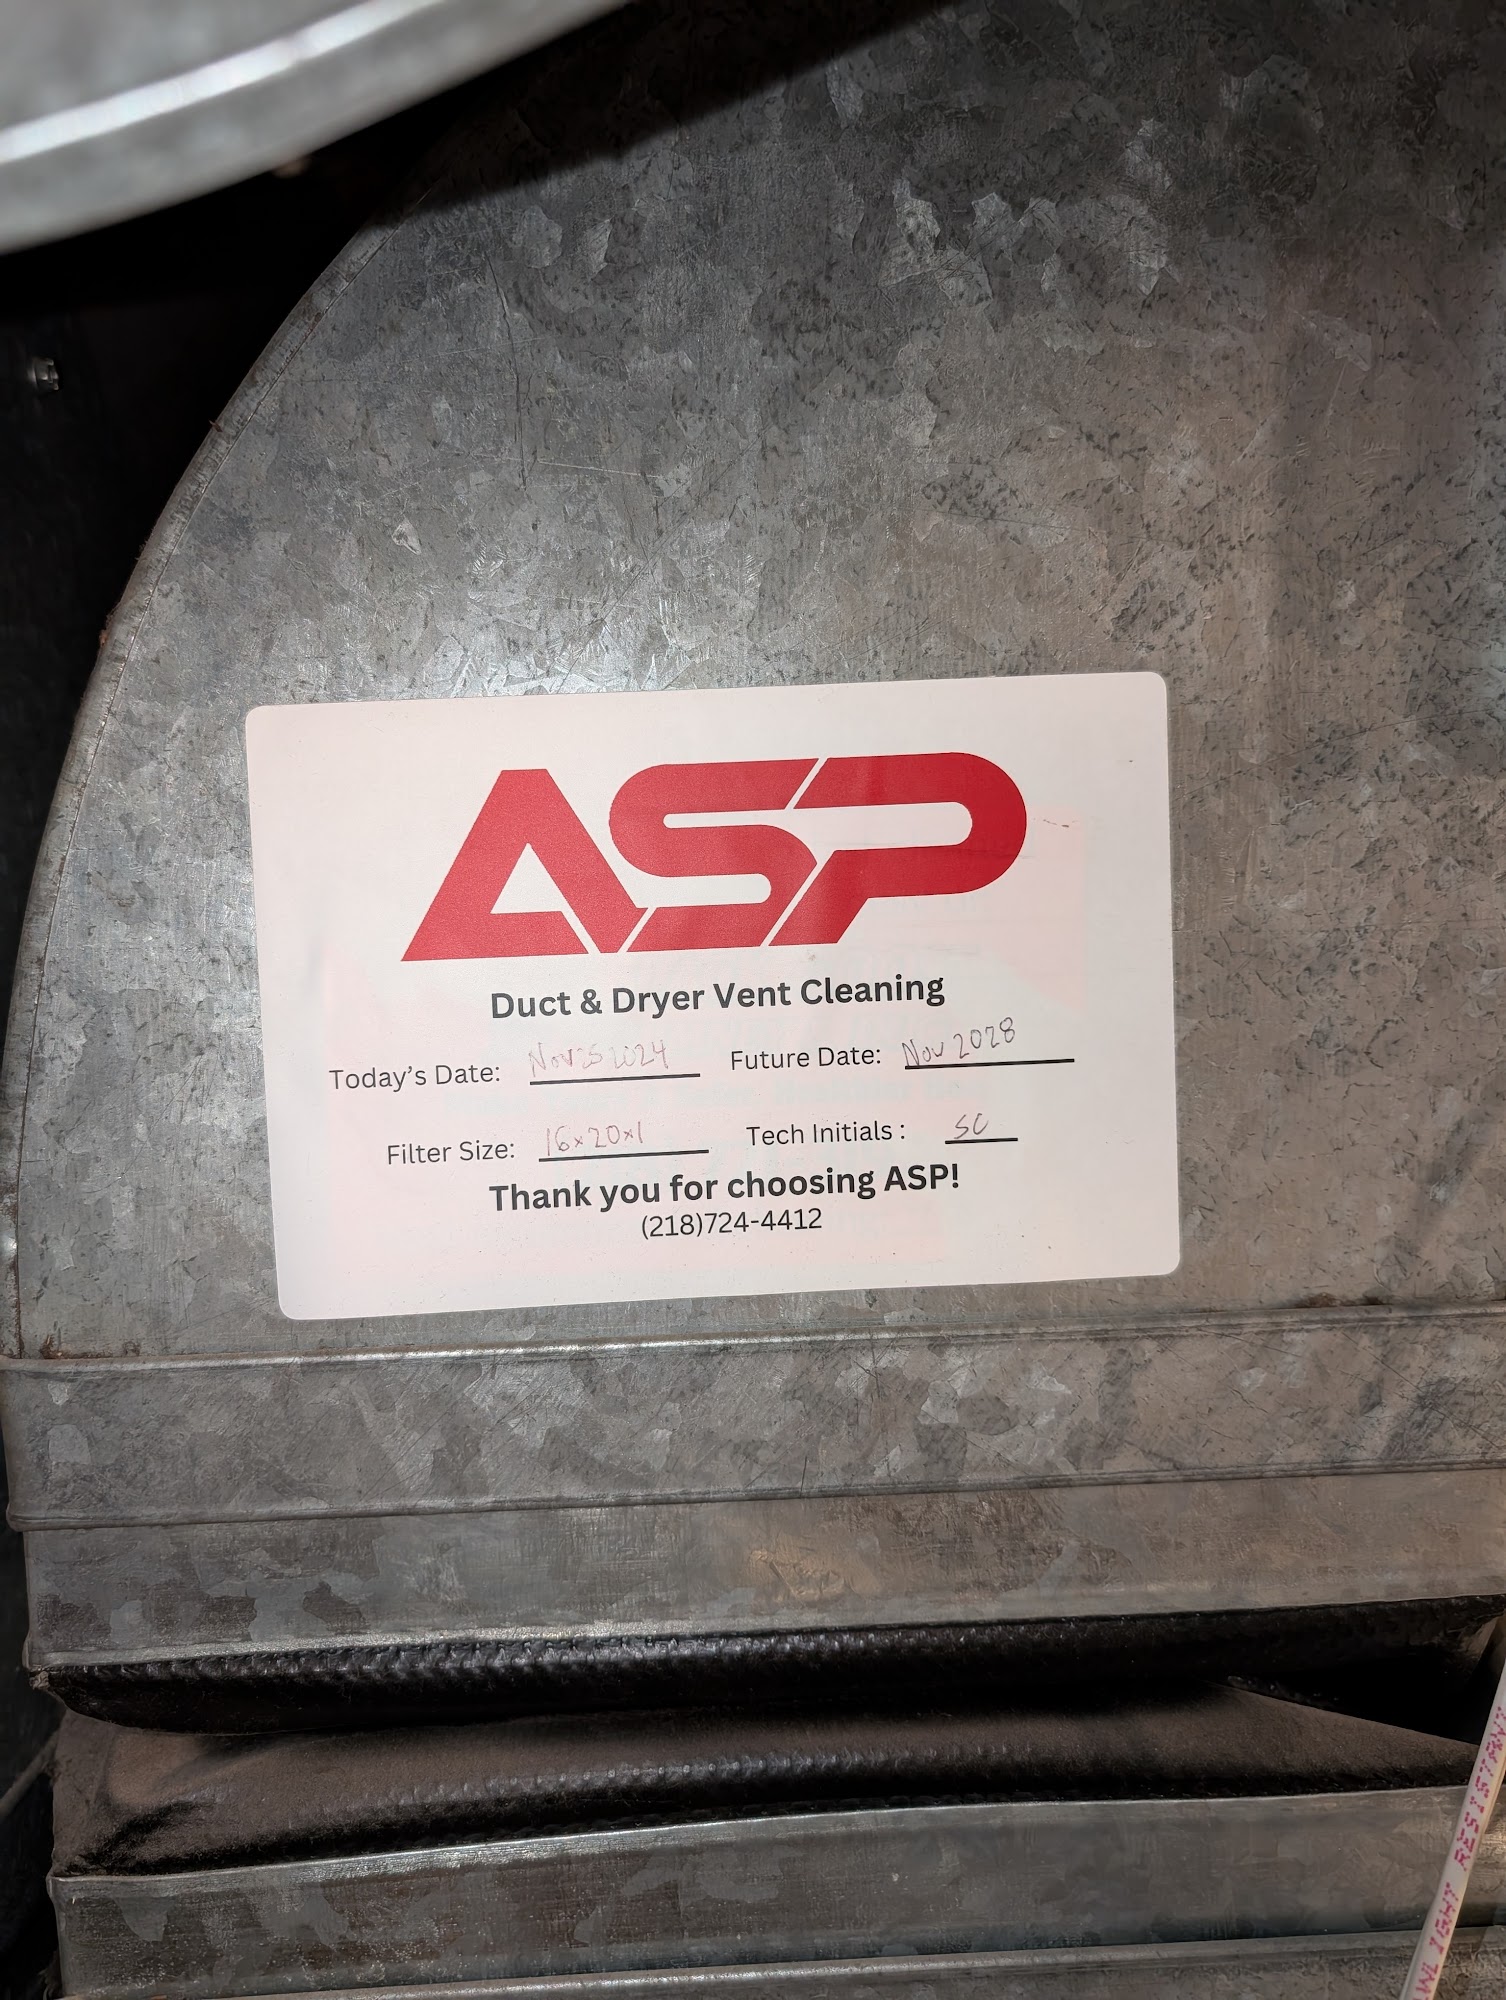 ASP
Duct & Dryer Vent Cleaning
Today's Date: Nov 25 2024 Future Date: Nov 2028
Filter Size: 16x20x1 Tech Initials : SC
Thank you for choosing ASP!
(218)724-4412
RESISTANT